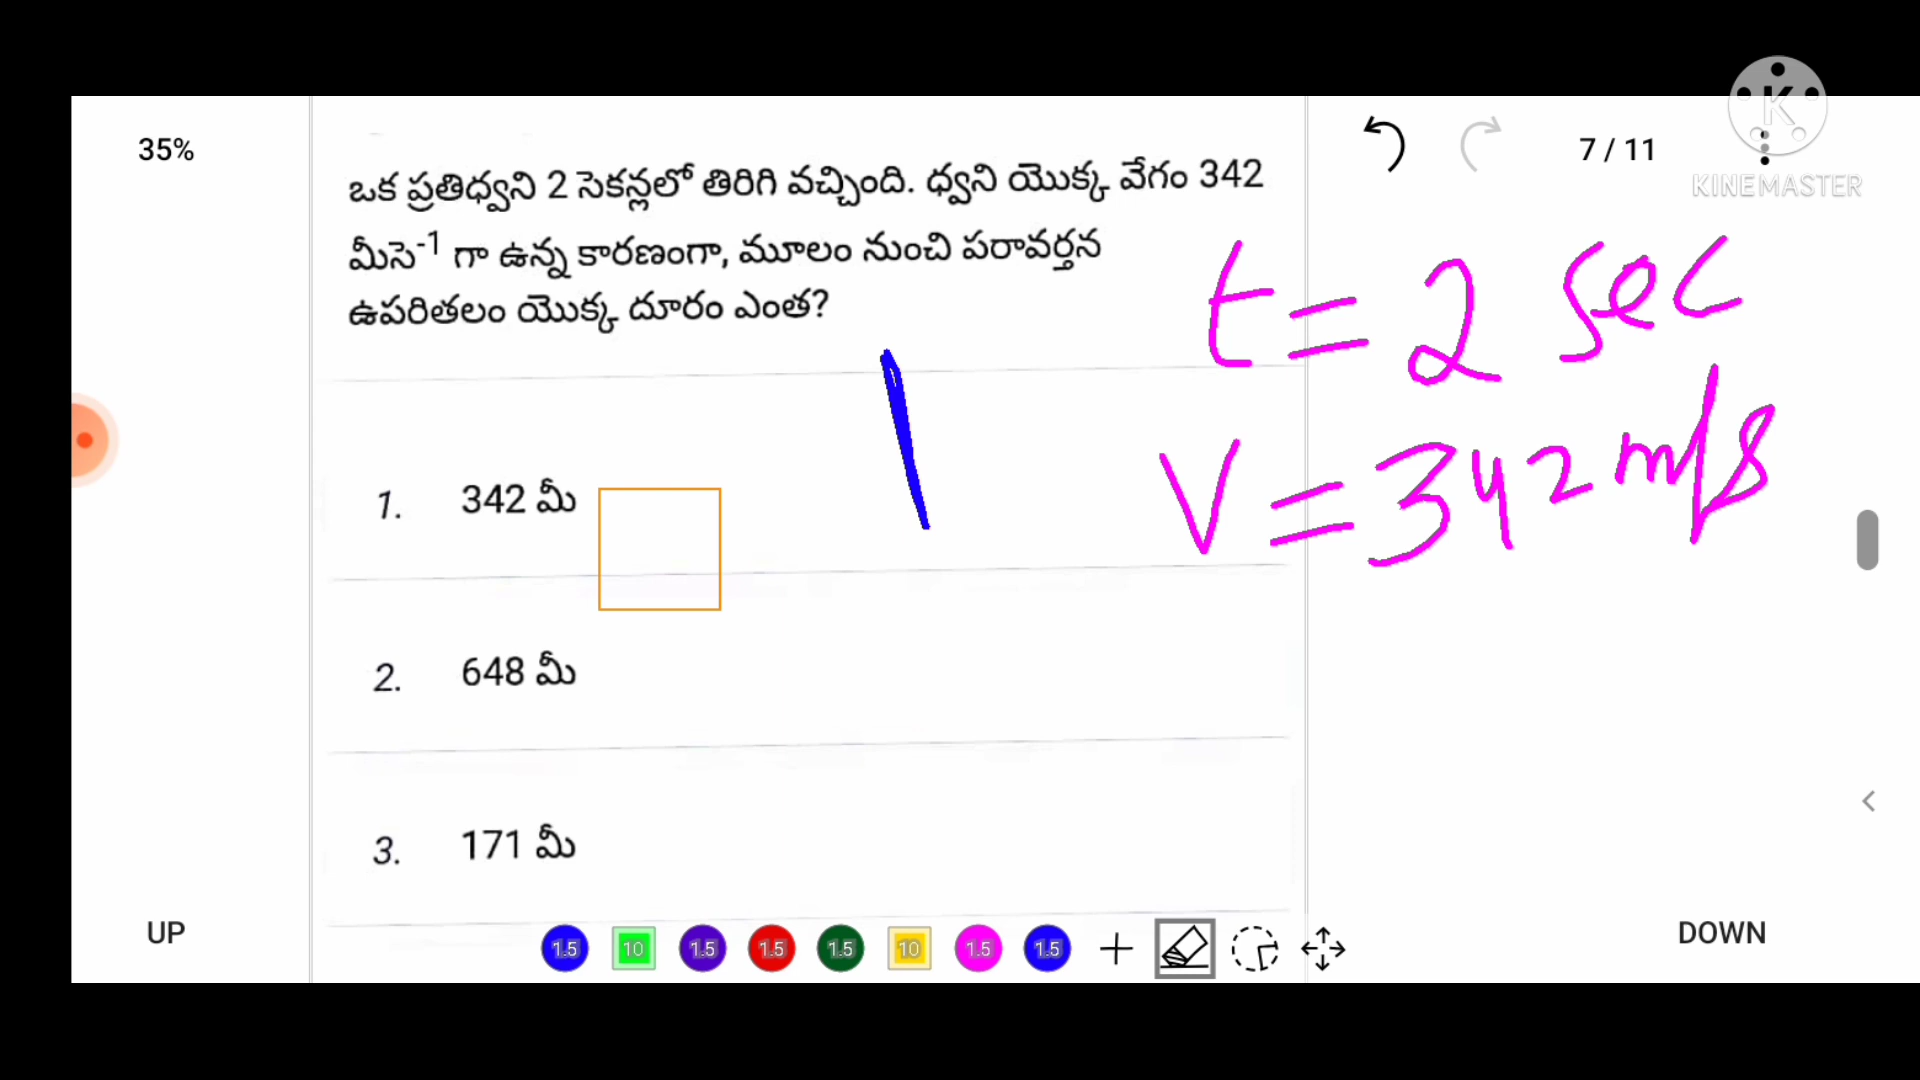 35%
7 / 11
KINEMASTER
ఒక ప్రతిధ్వని 2 సెకన్లలో తిరిగి వచ్చింది. ధ్వని యొక్క వేగం 342
మీసె-1 గా ఉన్న కారణంగా, మూలం నుంచి పరావర్తన
ఉపరితలం యొక్క దూరం ఎంత?
t = 2 sec
V = 342 m/s
1. 342 మీ
2. 648 మీ
3. 171 మీ
UP
DOWN
1.5 10 1.5 1.5 1.5 10 1.5 1.5